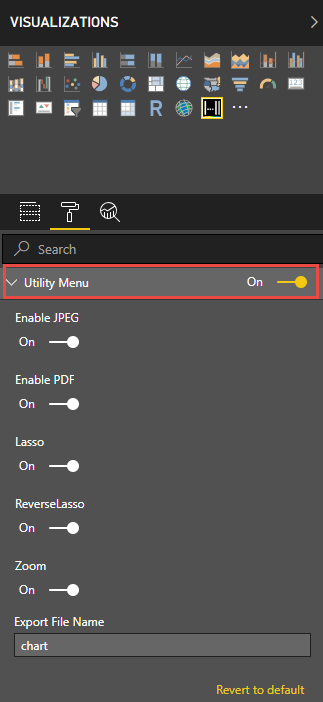 VISUALIZATIONS
123
R
Search
Utility Menu On
Enable JPEG
On
Enable PDF
On
Lasso
On
ReverseLasso
On
Zoom
On
Export File Name
chart
Revert to default